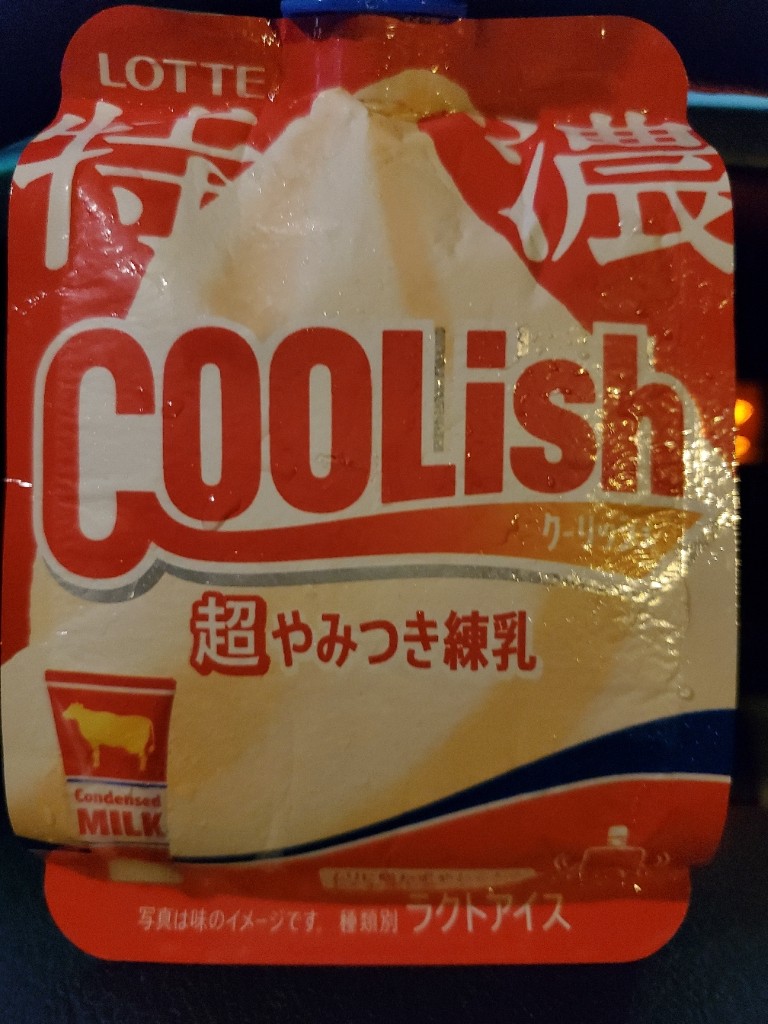 LOTTE
特濃
COOLish
クーリッシュ
超やみつき練乳
Condensed
MILK
写真は味のイメージです。 種類別 ラクトアイス